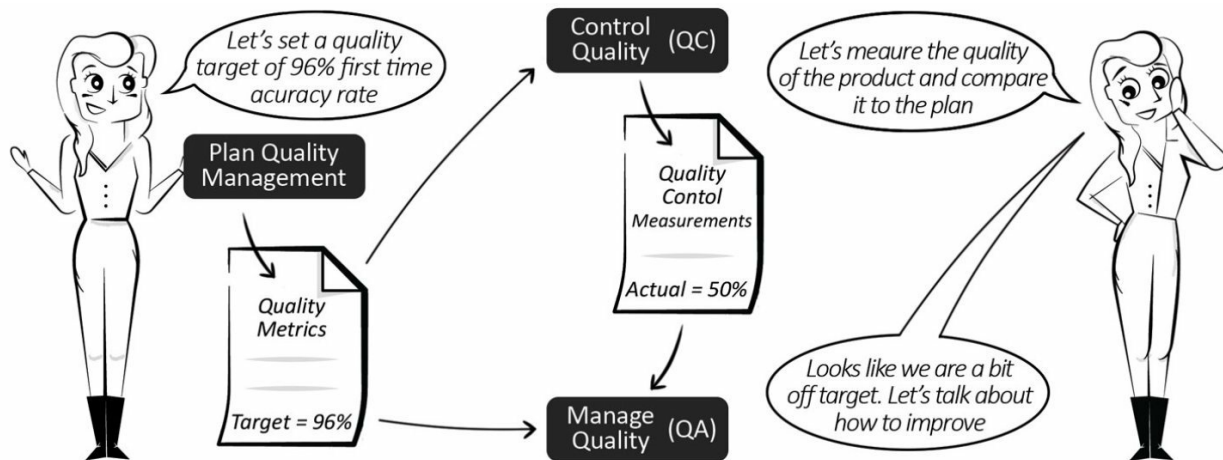 Let's set a quality
target of 96% first time
acuracy rate
Plan Quality
Management
Quality
Metrics
Target = 96%
Control
Quality (QC)
Quality
Contol
Measurements
Actual = 50%
Manage
Quality (QA)
Let's meaure the quality
of the product and compare
it to the plan
Looks like we are a bit
off target. Let's talk about
how to improve